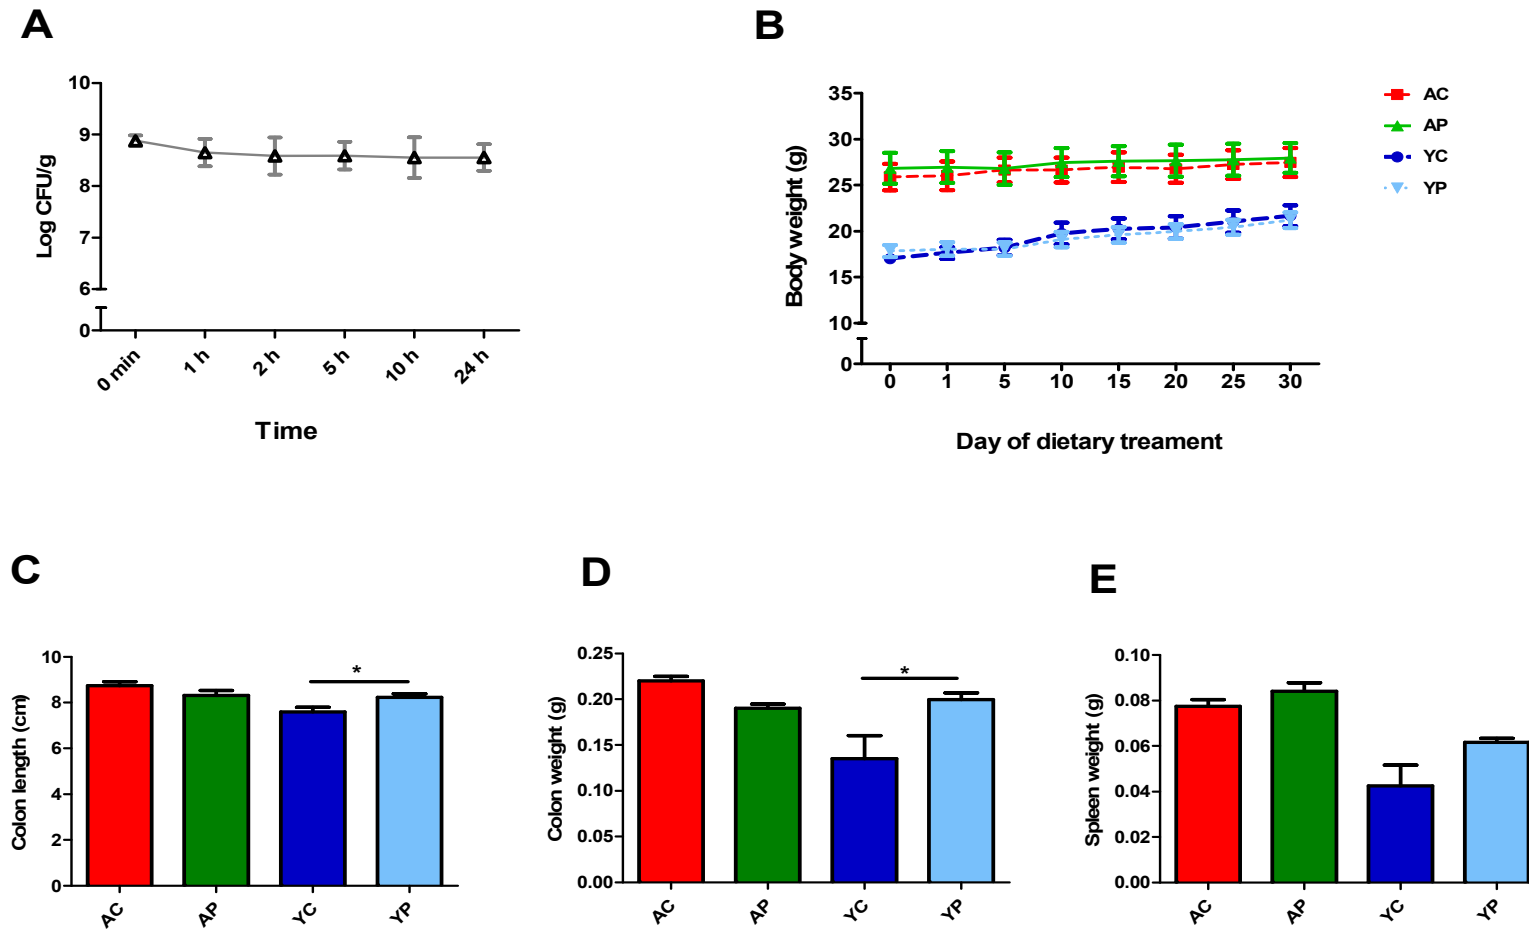 A
B
Log CFU/g
10
9
8
7
6
0
0 min
1 h
2 h
5 h
10 h
24 h
Time
Body weight (g)
35
30
25
20
15
10
0
0
1
5
10
15
20
25
30
Day of dietary treament
AC
AP
YC
YP
C
D
E
Colon length (cm)
10
8
6
4
2
0
*
AC
AP
YC
YP
Colon weight (g)
0.25
0.20
0.15
0.10
0.05
0.00
*
AC
AP
YC
YP
Spleen weight (g)
0.10
0.08
0.06
0.04
0.02
0.00
AC
AP
YC
YP